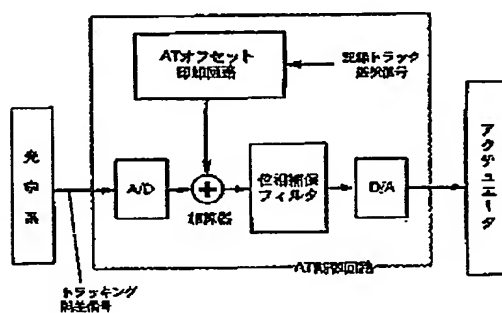 ATオフセット
印加回路
記録トラック
選択信号
光
学
系
A/D
加算器
位相補償
フィルタ
D/A
アクチュエータ
AT制御回路
トラッキング
誤差信号